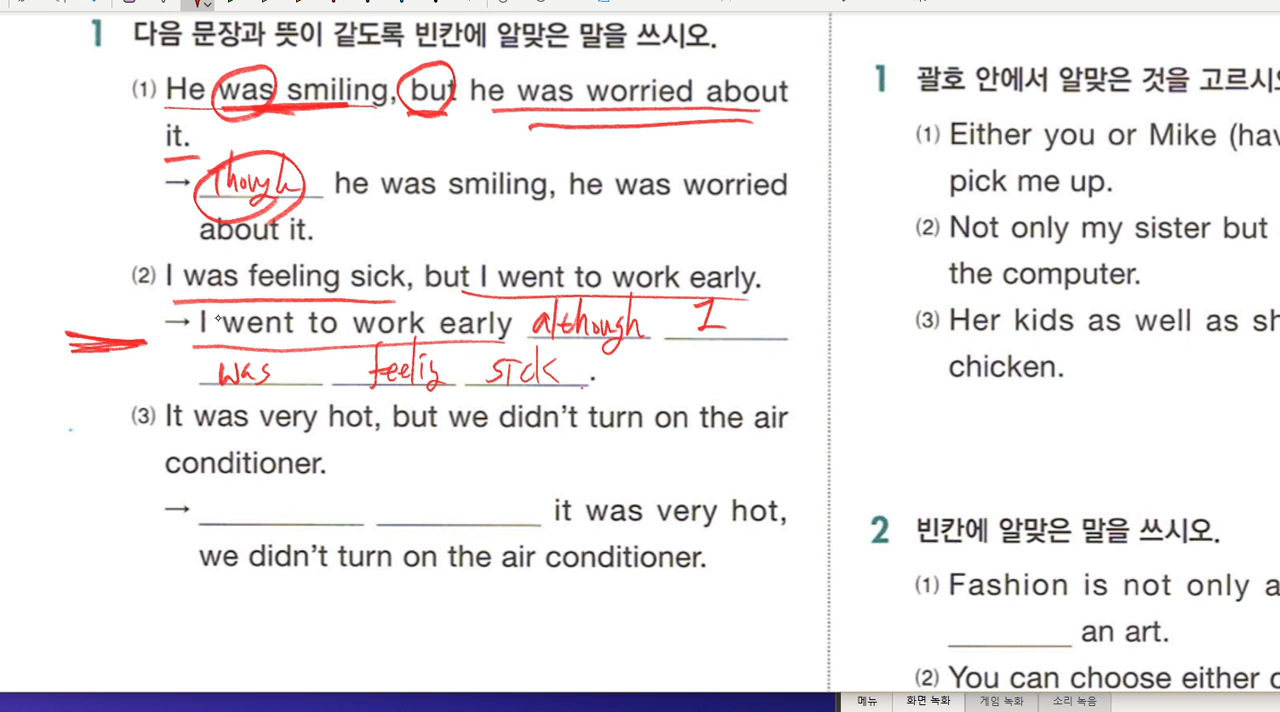 1 다음 문장과 뜻이 같도록 빈칸에 알맞은 말을 쓰시오.
(1) He was smiling, but he was worried about
it.
→ Though he was smiling, he was worried
about it.
(2) I was feeling sick, but I went to work early.
→ I went to work early although I
was feelig sick.
(3) It was very hot, but we didn't turn on the air
conditioner.
→ it was very hot,
we didn't turn on the air conditioner.
1 괄호 안에서 알맞은 것을 고르시오
(1) Either you or Mike (hav
pick me up.
(2) Not only my sister but
the computer.
(3) Her kids as well as sh
chicken.
2 빈칸에 알맞은 말을 쓰시오.
(1) Fashion is not only a
an art.
(2) You can choose either
메뉴 화면 녹화 게임 녹화 소리 녹음